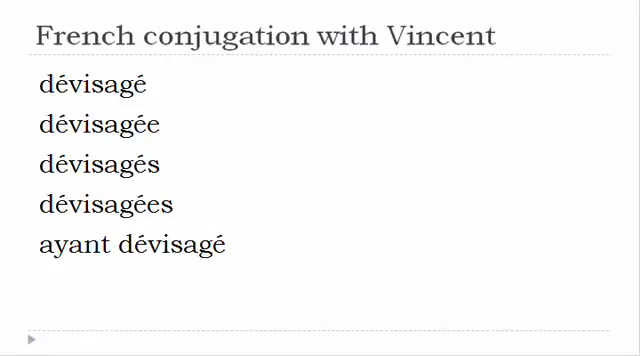 French conjugation with Vincent
dévisagé
dévisagée
dévisagés
dévisagées
ayant dévisagé